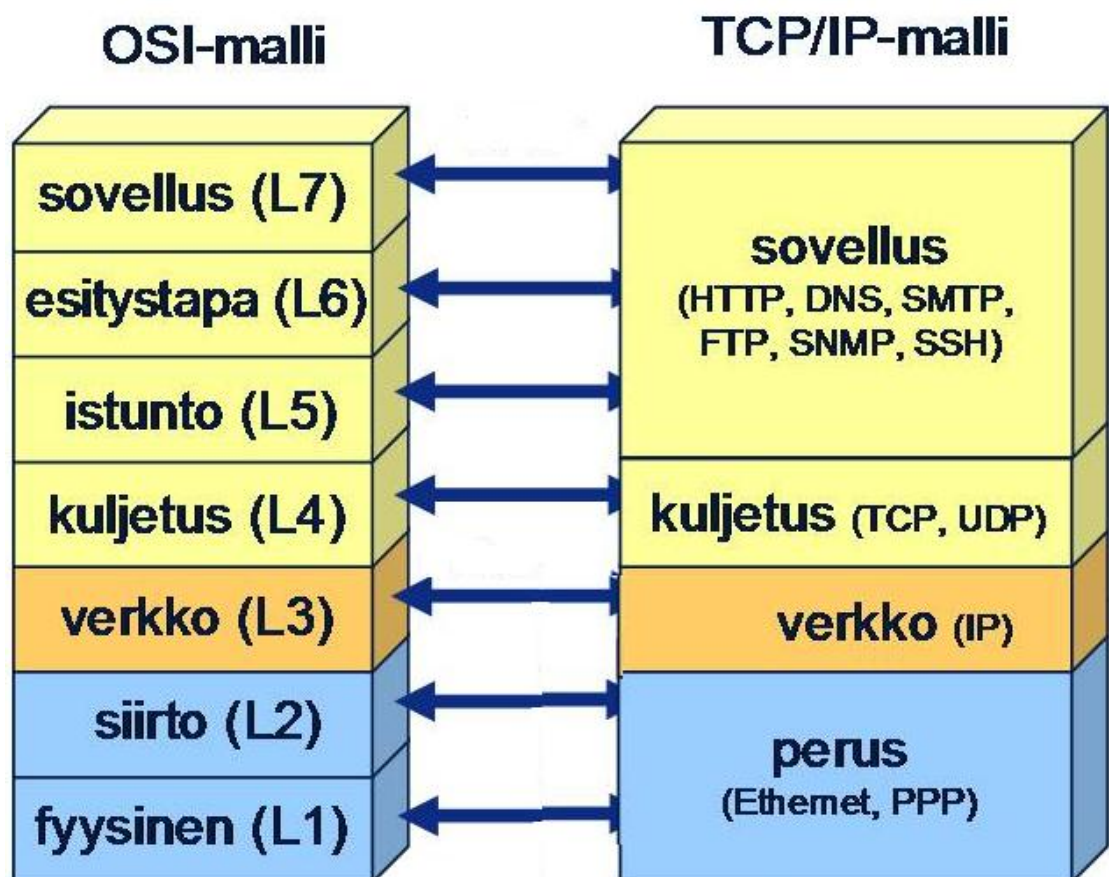 OSI-malli
sovellus (L7)
esitystapa (L6)
istunto (L5)
kuljetus (L4)
verkko (L3)
siirto (L2)
fyysinen (L1)
TCP/IP-malli
sovellus
(HTTP, DNS, SMTP,
FTP, SNMP, SSH)
kuljetus (TCP, UDP)
verkko (IP)
perus
(Ethernet, PPP)